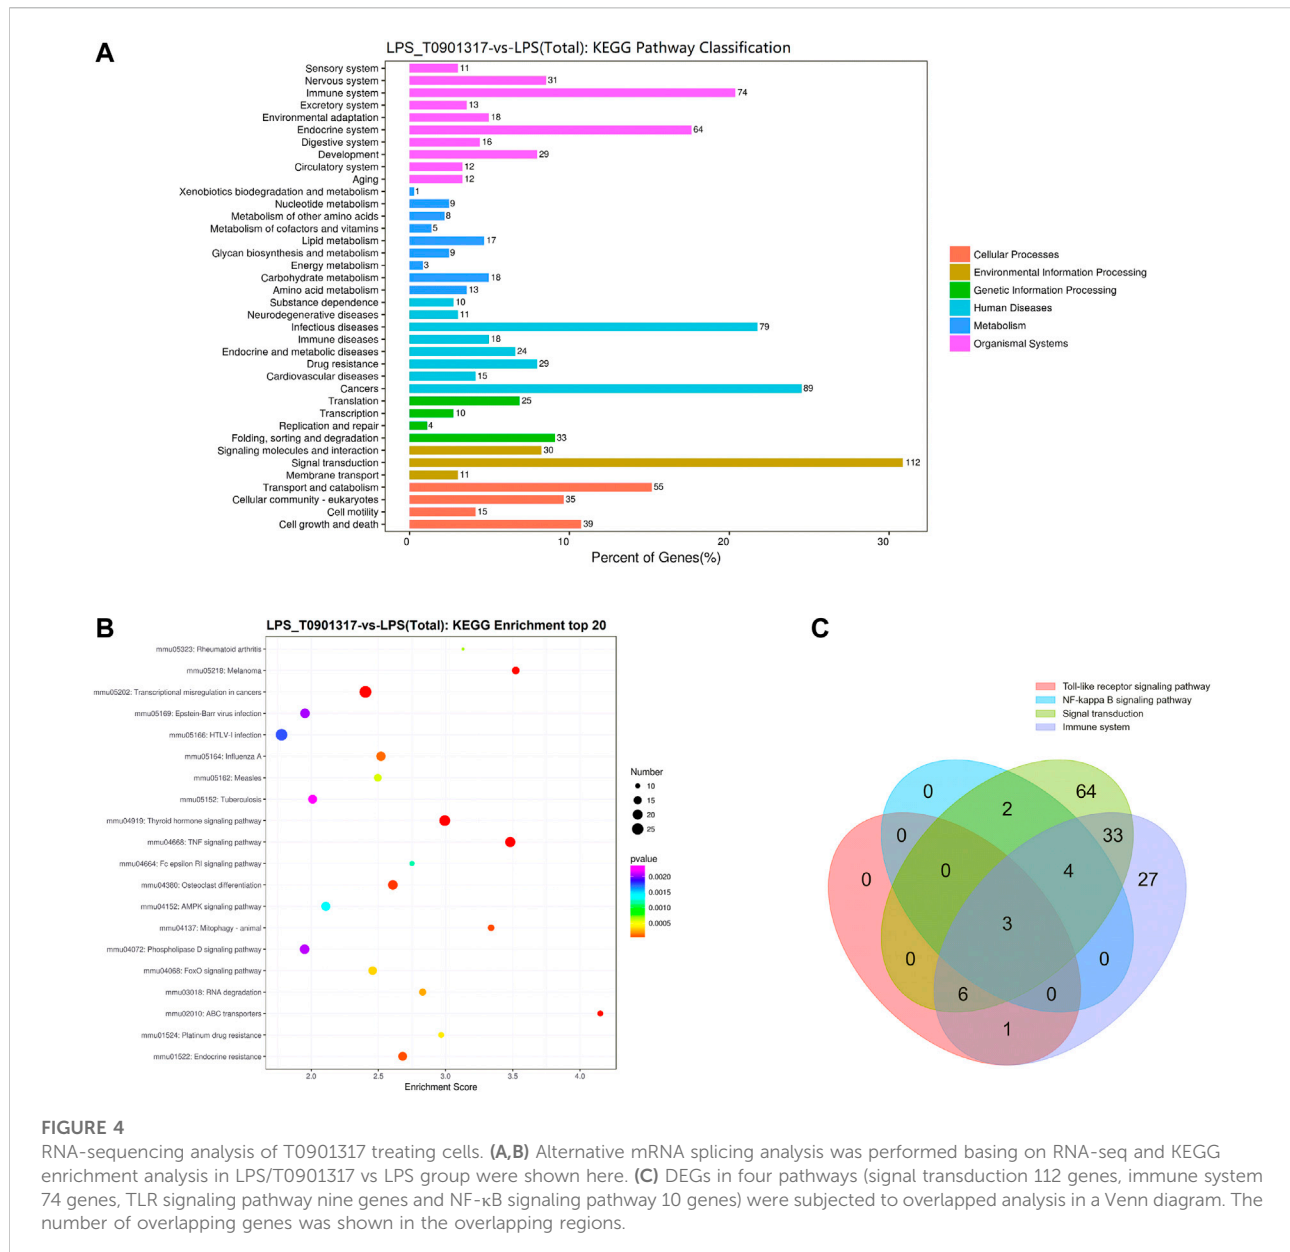 A
LPS_T0901317-vs-LPS(Total): KEGG Pathway Classification
Sensory system 11
Nervous system 31
Immune system 74
Excretory system 13
Environmental adaptation 18
Endocrine system 64
Digestive system 16
Development 29
Circulatory system 12
Aging 12
Xenobiotics biodegradation and metabolism 1
Nucleotide metabolism 9
Metabolism of other amino acids 8
Metabolism of cofactors and vitamins 5
Lipid metabolism 17
Glycan biosynthesis and metabolism 9
Energy metabolism 3
Carbohydrate metabolism 18
Amino acid metabolism 13
Substance dependence 10
Neurodegenerative diseases 11
Infectious diseases 79
Immune diseases 18
Endocrine and metabolic diseases 24
Drug resistance 29
Cardiovascular diseases 15
Cancers 89
Translation 25
Transcription 10
Replication and repair 4
Folding, sorting and degradation 33
Signaling molecules and interaction 30
Signal transduction 112
Membrane transport 11
Transport and catabolism 55
Cellular community - eukaryotes 35
Cell motility 15
Cell growth and death 39
0 10 20 30
Percent of Genes(%)
Cellular Processes
Environmental Information Processing
Genetic Information Processing
Human Diseases
Metabolism
Organismal Systems
B
LPS_T0901317-vs-LPS(Total): KEGG Enrichment top 20
mmu05323: Rheumatoid arthritis
mmu05218: Melanoma
mmu05202: Transcriptional misregulation in cancers
mmu05169: Epstein-Barr virus infection
mmu05166: HTLV-I infection
mmu05164: Influenza A
mmu05162: Measles
mmu05152: Tuberculosis
mmu04919: Thyroid hormone signaling pathway
mmu04668: TNF signaling pathway
mmu04664: Fc epsilon RI signaling pathway
mmu04380: Osteoclast differentiation
mmu04152: AMPK signaling pathway
mmu04137: Mitophagy - animal
mmu04072: Phospholipase D signaling pathway
mmu04068: FoxO signaling pathway
mmu03018: RNA degradation
mmu02010: ABC transporters
mmu01524: Platinum drug resistance
mmu01522: Endocrine resistance
2.0 2.5 3.0 3.5 4.0
Enrichment Score
Number
10
15
20
25
pvalue
0.0020
0.0015
0.0010
0.0005
C
Toll-like receptor signaling pathway
NF-kappa B signaling pathway
Signal transduction
Immune system
0 64
2
0 33
0 0 4 27
3
0 0
6 0
1
FIGURE 4
RNA-sequencing analysis of T0901317 treating cells. (A,B) Alternative mRNA splicing analysis was performed basing on RNA-seq and KEGG
enrichment analysis in LPS/T0901317 vs LPS group were shown here. (C) DEGs in four pathways (signal transduction 112 genes, immune system
74 genes, TLR signaling pathway nine genes and NF-κB signaling pathway 10 genes) were subjected to overlapped analysis in a Venn diagram. The
number of overlapping genes was shown in the overlapping regions.